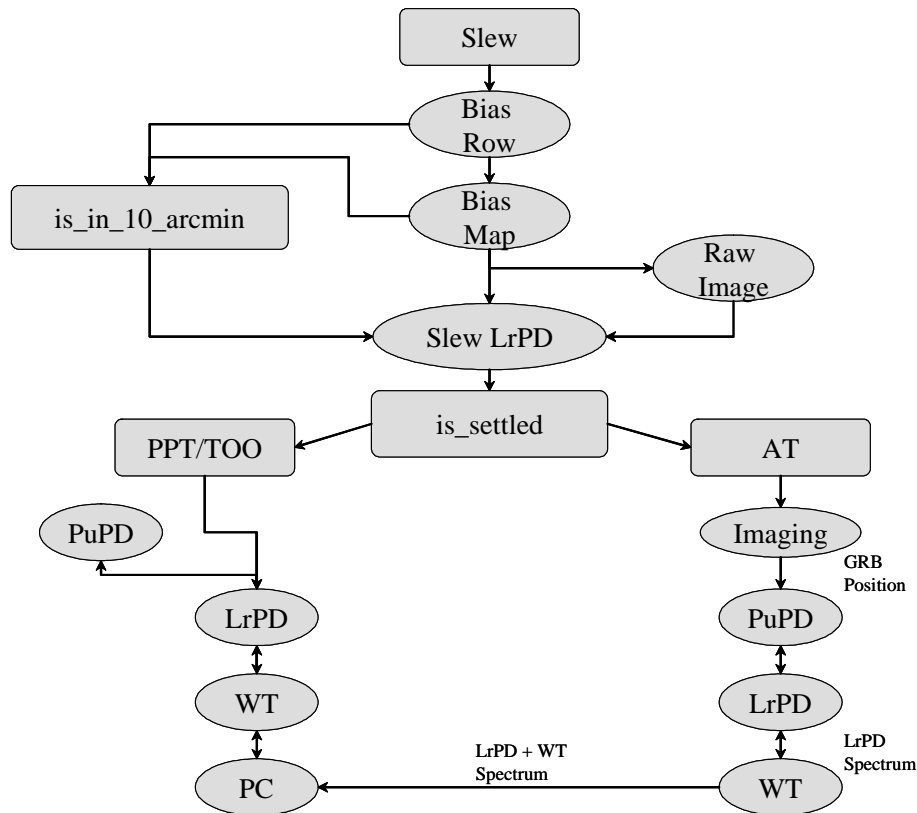 Slew
Bias
Row
Bias
Map
is_in_10_arcmin
Raw
Image
Slew LrPD
is_settled
PPT/TOO
AT
PuPD
Imaging
GRB
Position
LrPD
PuPD
WT
LrPD
LrPD
Spectrum
LrPD + WT
Spectrum
PC
WT